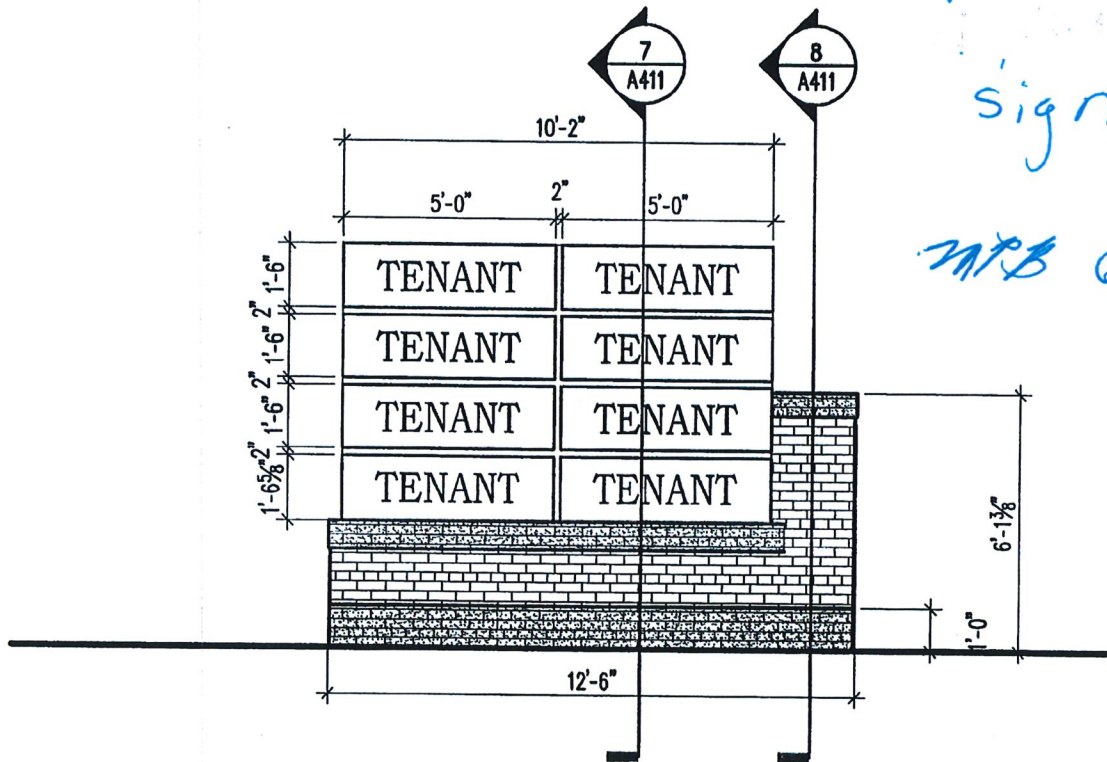 7
A411
8
A411
sign
10'-2"
2"
5'-0" 5'-0"
1'-6" TENANT TENANT
2"
1'-6" TENANT TENANT
2"
1'-6" TENANT TENANT
2"
1'-6⅝" TENANT TENANT
6'-1⅜"
1'-0"
12'-6"